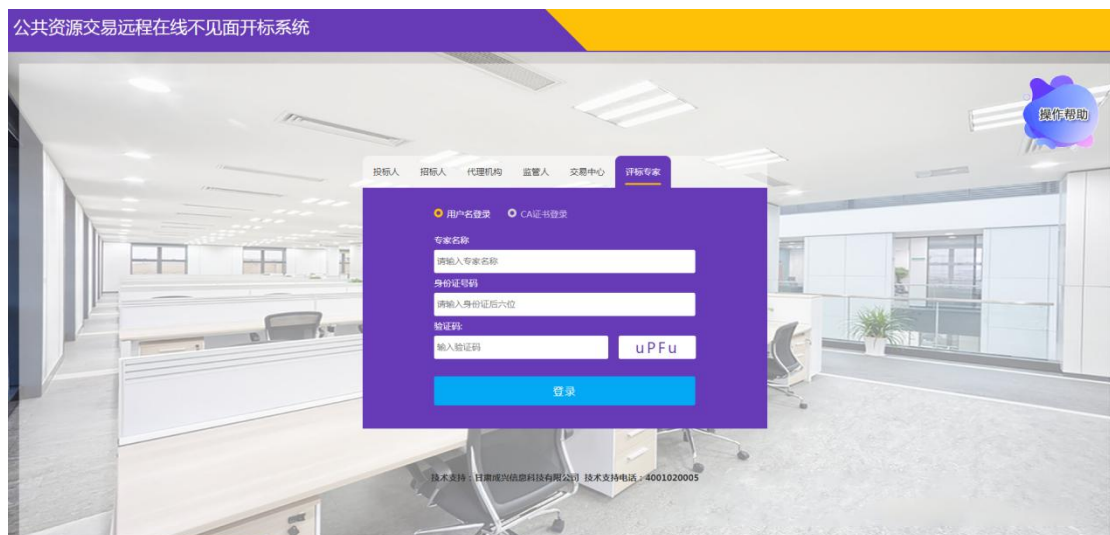 公共资源交易远程在线不见面开标系统
操作帮助
投标人 招标人 代理机构 监管人 交易中心 评标专家
用户名登录 CA证书登录
专家名称
请输入专家名称
身份证号码
请输入身份证后六位
验证码:
输入验证码 uPFu
登录
技术支持：甘肃成兴信息科技有限公司 技术支持电话：4001020005